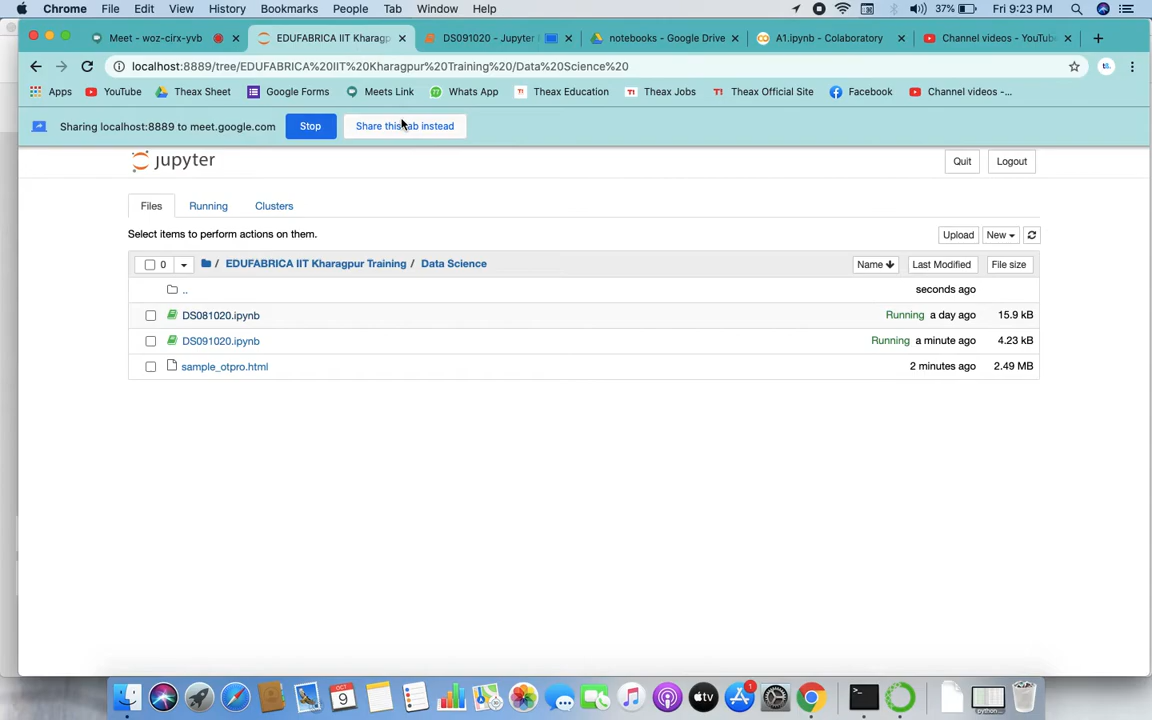 Chrome File Edit View History Bookmarks People Tab Window Help 37% Fri 9:23 PM
Meet - woz-cirx-yvb EDUFABRICA IIT Kharagp DS091020 - Jupyter notebooks - Google Drive A1.ipynb - Colaboratory Channel videos - YouTube
localhost:8889/tree/EDUFABRICA%20IIT%20Kharagpur%20Training%20/Data%20Science%20
Apps YouTube Theax Sheet Google Forms Meets Link Whats App Theax Education Theax Jobs Theax Official Site Facebook Channel videos -...
Sharing localhost:8889 to meet.google.com Stop Share this tab instead
jupyter Quit Logout
Files Running Clusters
Select items to perform actions on them. Upload New
0 / EDUFABRICA IIT Kharagpur Training / Data Science Name Last Modified File size
.. seconds ago
DS081020.ipynb Running a day ago 15.9 kB
DS091020.ipynb Running a minute ago 4.23 kB
sample_otpro.html 2 minutes ago 2.49 MB
OCT
9
tv
1